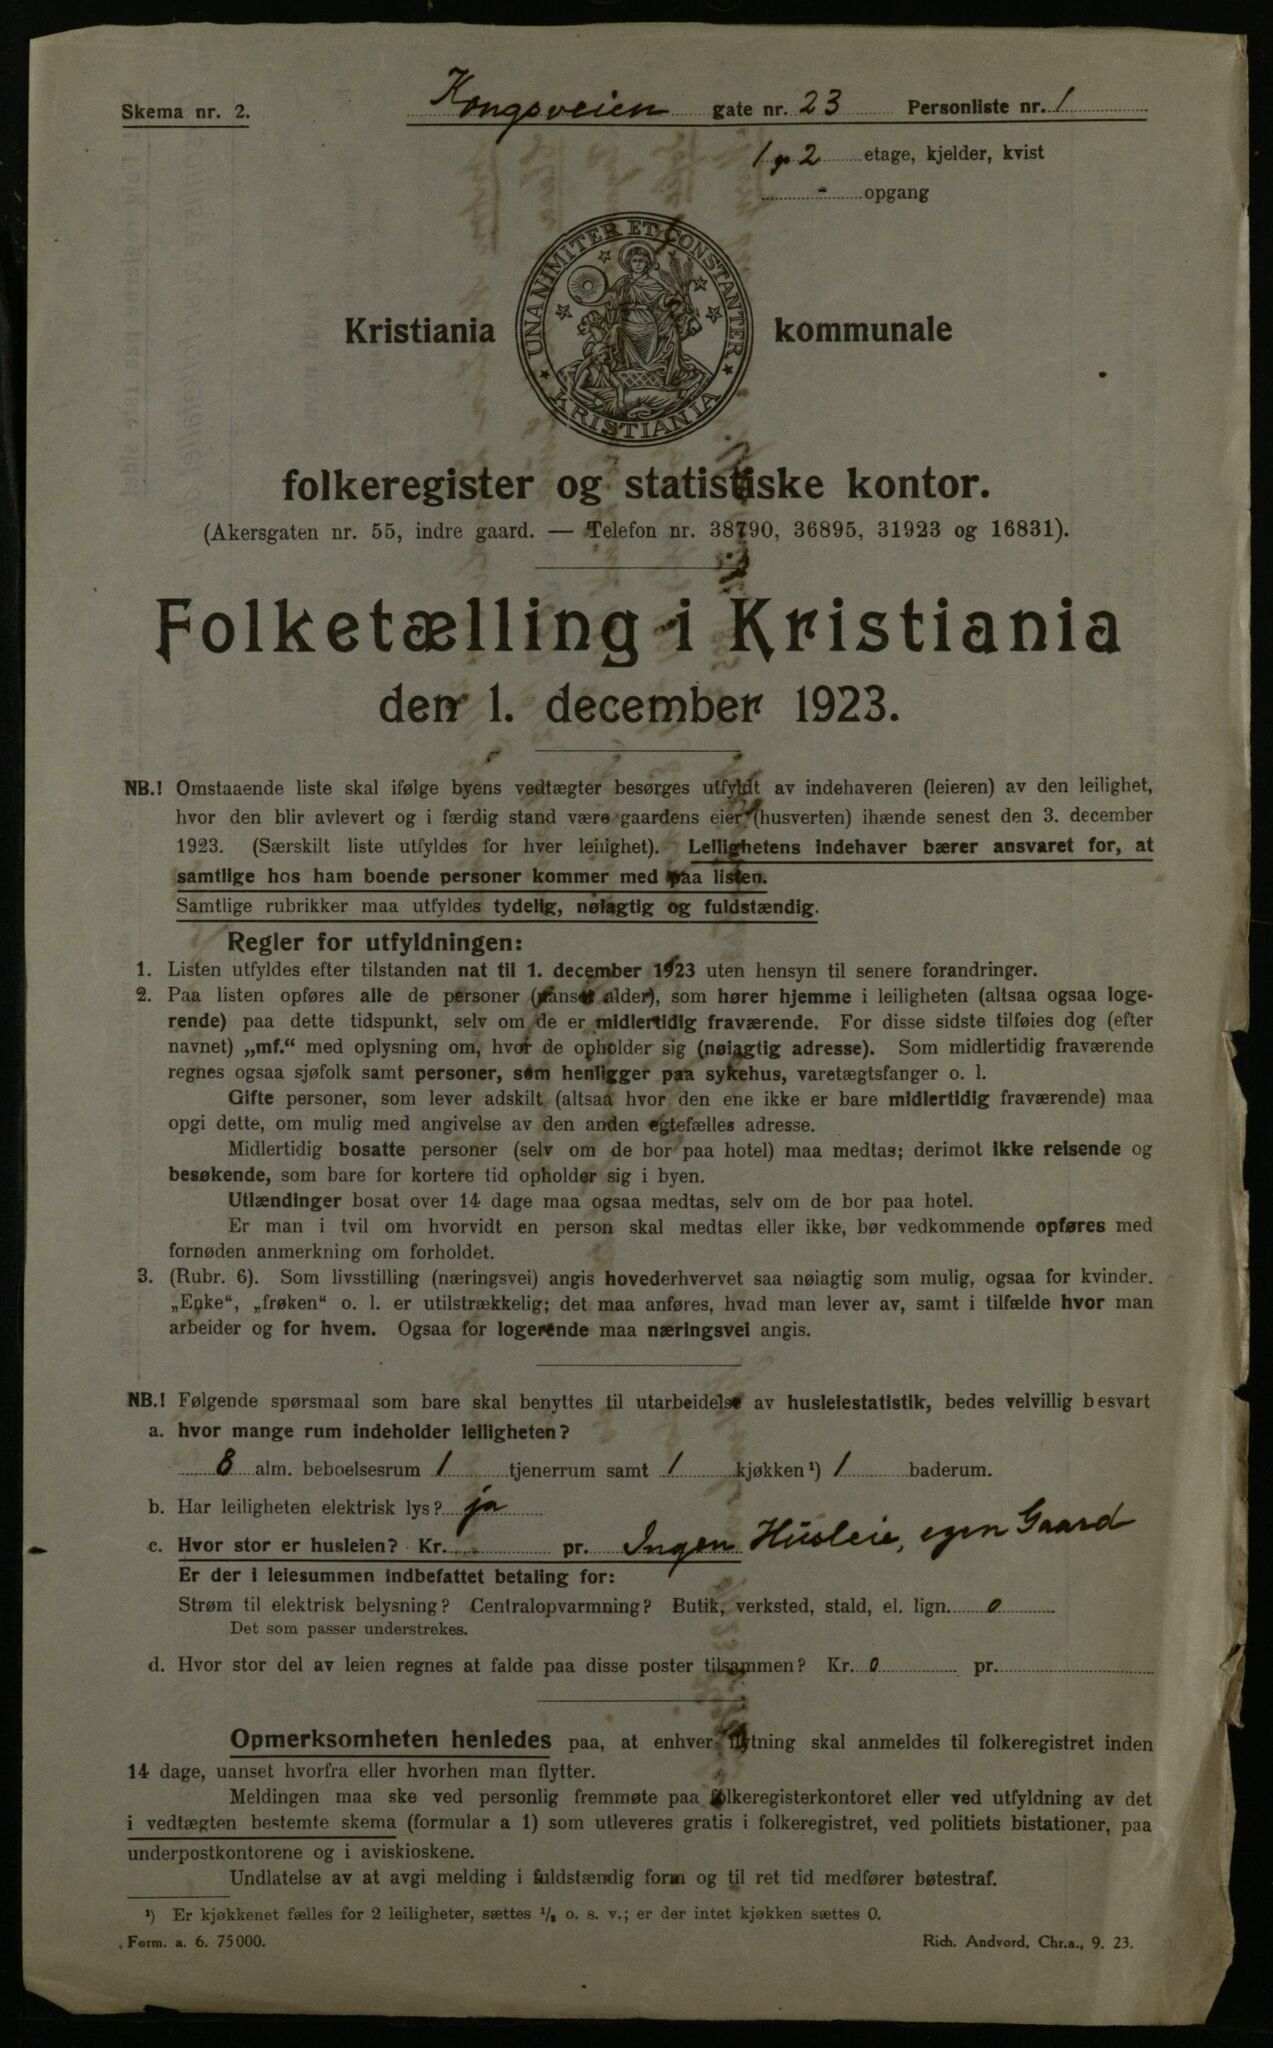 Skema nr. 2.
Kongsveien gate nr. 23 Personliste nr. 1
1 og 2 etage, kjelder, kvist
- opgang
UNANIMITER ET CONSTANTER
KRISTIANIA
Kristiania kommunale
folkeregister og statistiske kontor.
(Akersgaten nr. 55, indre gaard. — Telefon nr. 38790, 36895, 31923 og 16831).
Folketælling i Kristiania
den 1. december 1923.
NB.! Omstaaende liste skal ifølge byens vedtægter besørges utfyldt av indehaveren (leieren) av den leilighet,
hvor den blir avlevert og i færdig stand være gaardens eier (husverten) ihænde senest den 3. december
1923. (Særskilt liste utfyldes for hver leilighet). Leilighetens indehaver bærer ansvaret for, at
samtlige hos ham boende personer kommer med paa listen.
Samtlige rubrikker maa utfyldes tydelig, nøiagtig og fuldstændig.
Regler for utfyldningen:
1. Listen utfyldes efter tilstanden nat til 1. december 1923 uten hensyn til senere forandringer.
2. Paa listen opføres alle de personer (uanset alder), som hører hjemme i leiligheten (altsaa ogsaa loge-
rende) paa dette tidspunkt, selv om de er midlertidig fraværende. For disse sidste tilføies dog (efter
navnet) „mf.“ med oplysning om, hvor de opholder sig (nøiagtig adresse). Som midlertidig fraværende
regnes ogsaa sjøfolk samt personer, som henligger paa sykehus, varetægtsfanger o. l.
Gifte personer, som lever adskilt (altsaa hvor den ene ikke er bare midlertidig fraværende) maa
opgi dette, om mulig med angivelse av den anden egtefælles adresse.
Midlertidig bosatte personer (selv om de bor paa hotel) maa medtas; derimot ikke reisende og
besøkende, som bare for kortere tid opholder sig i byen.
Utlændinger bosat over 14 dage maa ogsaa medtas, selv om de bor paa hotel.
Er man i tvil om hvorvidt en person skal medtas eller ikke, bør vedkommende opføres med
fornøden anmerkning om forholdet.
3. (Rubr. 6). Som livsstilling (næringsvei) angis hovederhvervet saa nøiagtig som mulig, ogsaa for kvinder.
„Enke“, „frøken“ o. l. er utilstrækkelig; det maa anføres, hvad man lever av, samt i tilfælde hvor man
arbeider og for hvem. Ogsaa for logerende maa næringsvei angis.
NB.! Følgende spørsmaal som bare skal benyttes til utarbeidelse av husleiestatistik, bedes velvillig besvart
a. hvor mange rum indeholder leiligheten?
8 alm. beboelsesrum 1 tjenerrum samt 1 kjøkken ¹) 1 baderum.
b. Har leiligheten elektrisk lys? ja
c. Hvor stor er husleien? Kr. - pr. Ingen Husleie, egen Gaard
Er der i leiesummen indbefattet betaling for:
Strøm til elektrisk belysning? Centralopvarmning? Butik, verksted, stald, el. lign. 0
Det som passer understrekes.
d. Hvor stor del av leien regnes at falde paa disse poster tilsammen? Kr. 0 pr.
Opmerksomheten henledes paa, at enhver flytning skal anmeldes til folkeregistret inden
14 dage, uanset hvorfra eller hvorhen man flytter.
Meldingen maa ske ved personlig fremmøte paa folkeregisterkontoret eller ved utfyldning av det
i vedtægten bestemte skema (formular a 1) som utleveres gratis i folkeregistret, ved politiets bistationer, paa
underpostkontorene og i aviskioskene.
Undlatelse av at avgi melding i fuldstændig form og til ret tid medfører bøtestraf.
¹) Er kjøkkenet fælles for 2 leiligheter, sættes ½ o. s. v.; er der intet kjøkken sættes 0.
Form. a. 6. 75000.
Rich. Andvord, Chr.a., 9. 23.